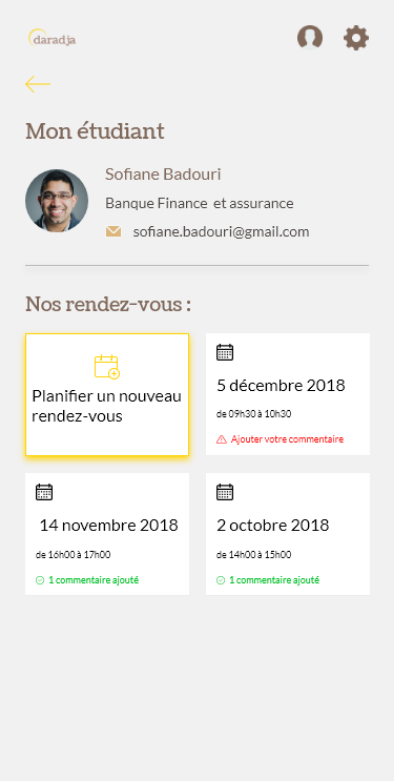 daradja
Mon étudiant
Sofiane Badouri
Banque Finance et assurance
sofiane.badouri@gmail.com
Nos rendez-vous :
Planifier un nouveau
rendez-vous
5 décembre 2018
de 09h30 à 10h30
Ajouter votre commentaire
14 novembre 2018
de 16h00 à 17h00
1 commentaire ajouté
2 octobre 2018
de 14h00 à 15h00
1 commentaire ajouté